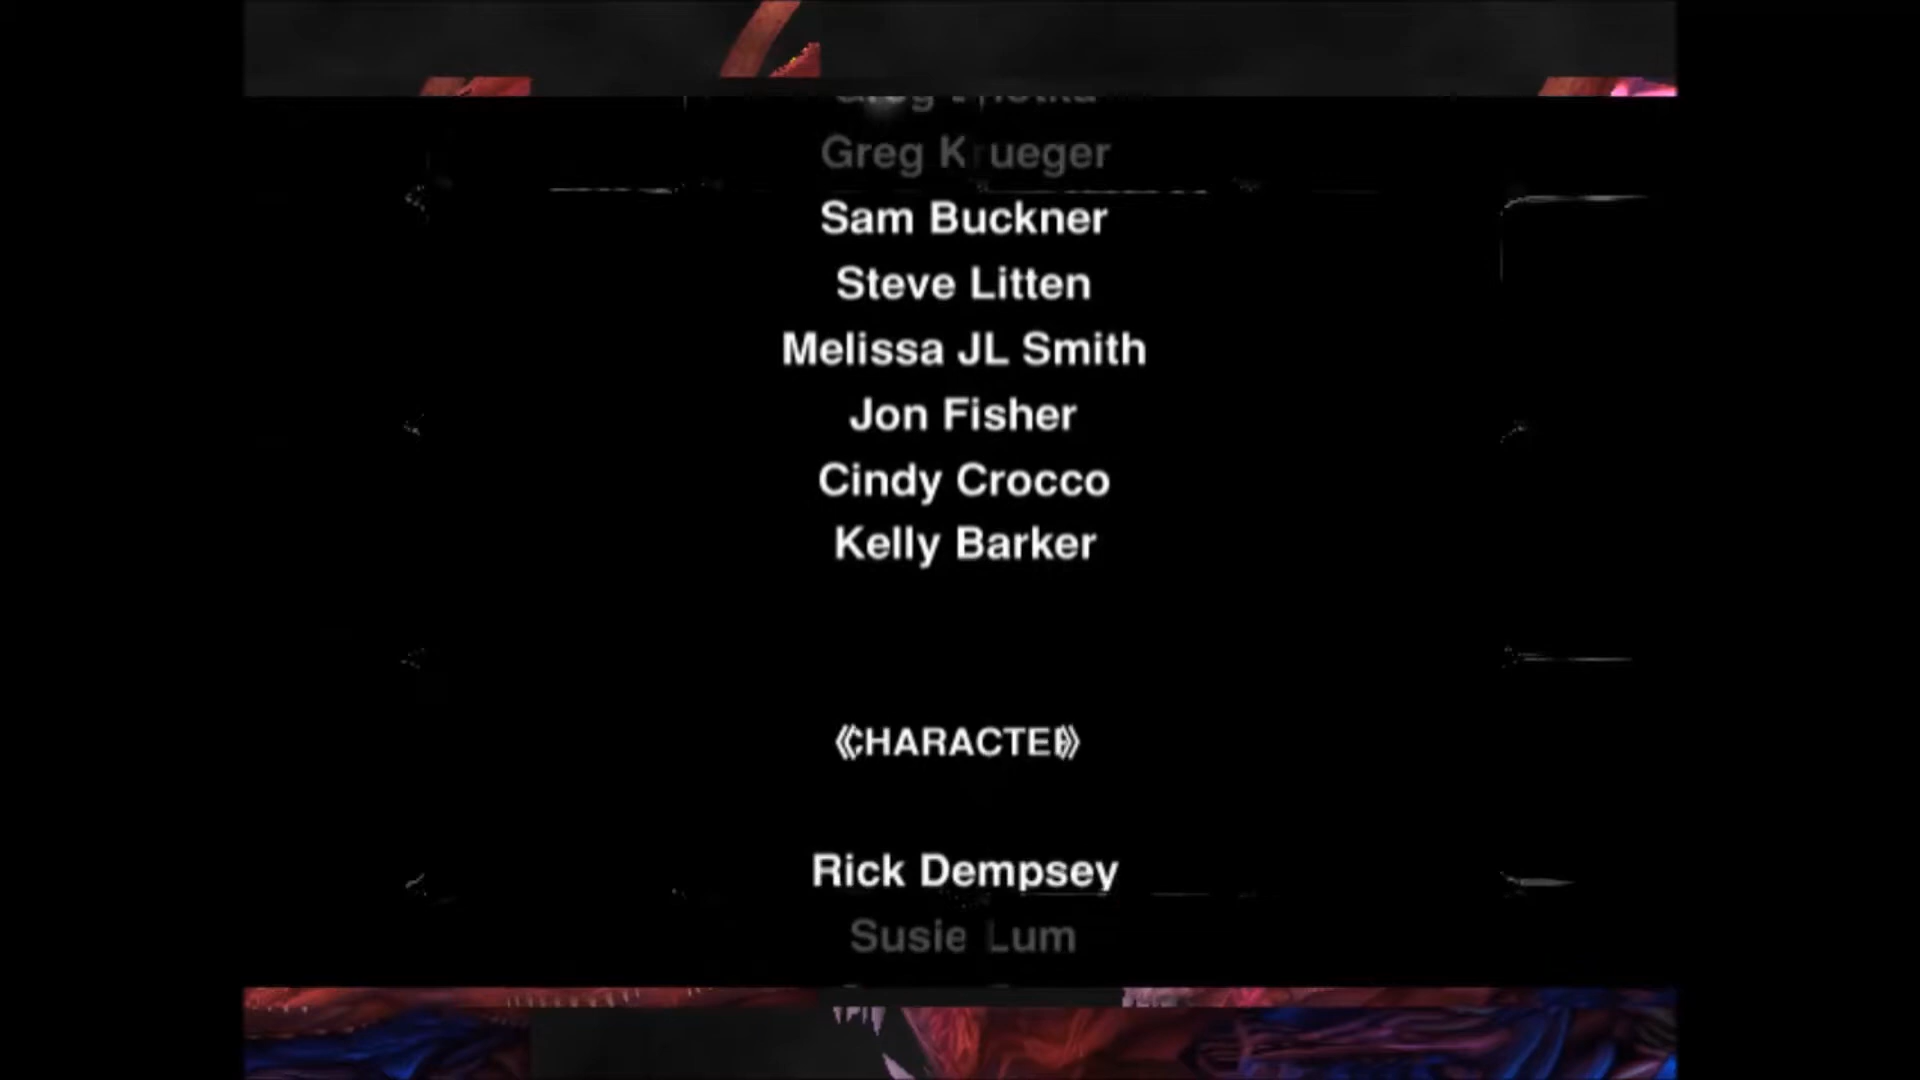 Greg
Greg Krueger
Sam Buckner
Steve Litten
Melissa JL Smith
Jon Fisher
Cindy Crocco
Kelly Barker
《CHARACTER》
Rick Dempsey
Susie Lum